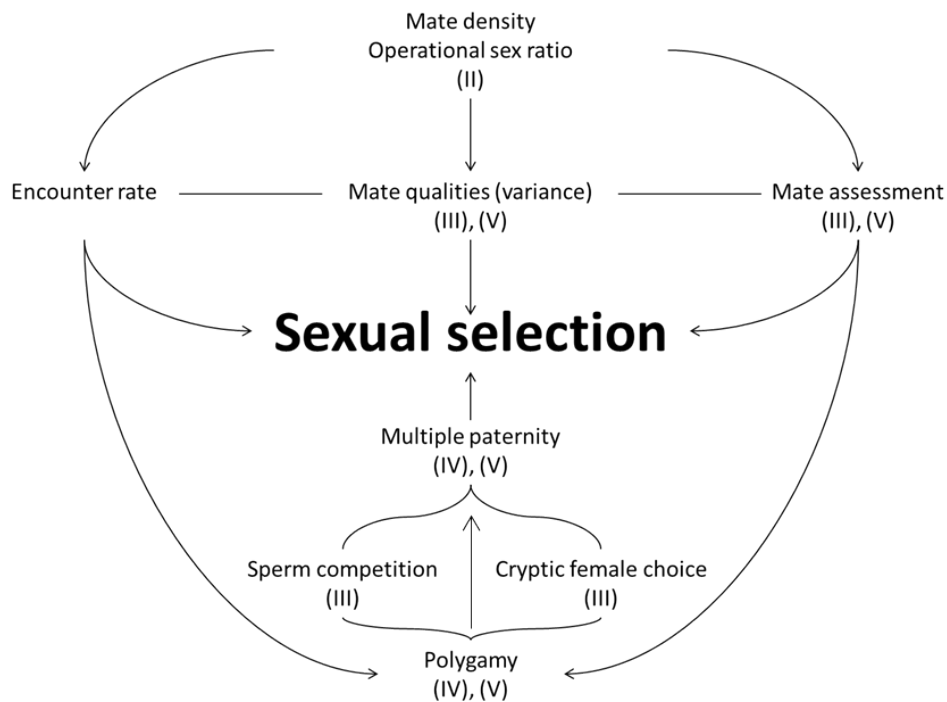 Mate density
Operational sex ratio
(II)
Encounter rate
Mate qualities (variance)
(III), (V)
Mate assessment
(III), (V)
Sexual selection
Multiple paternity
(IV), (V)
Sperm competition
(III)
Cryptic female choice
(III)
Polygamy
(IV), (V)